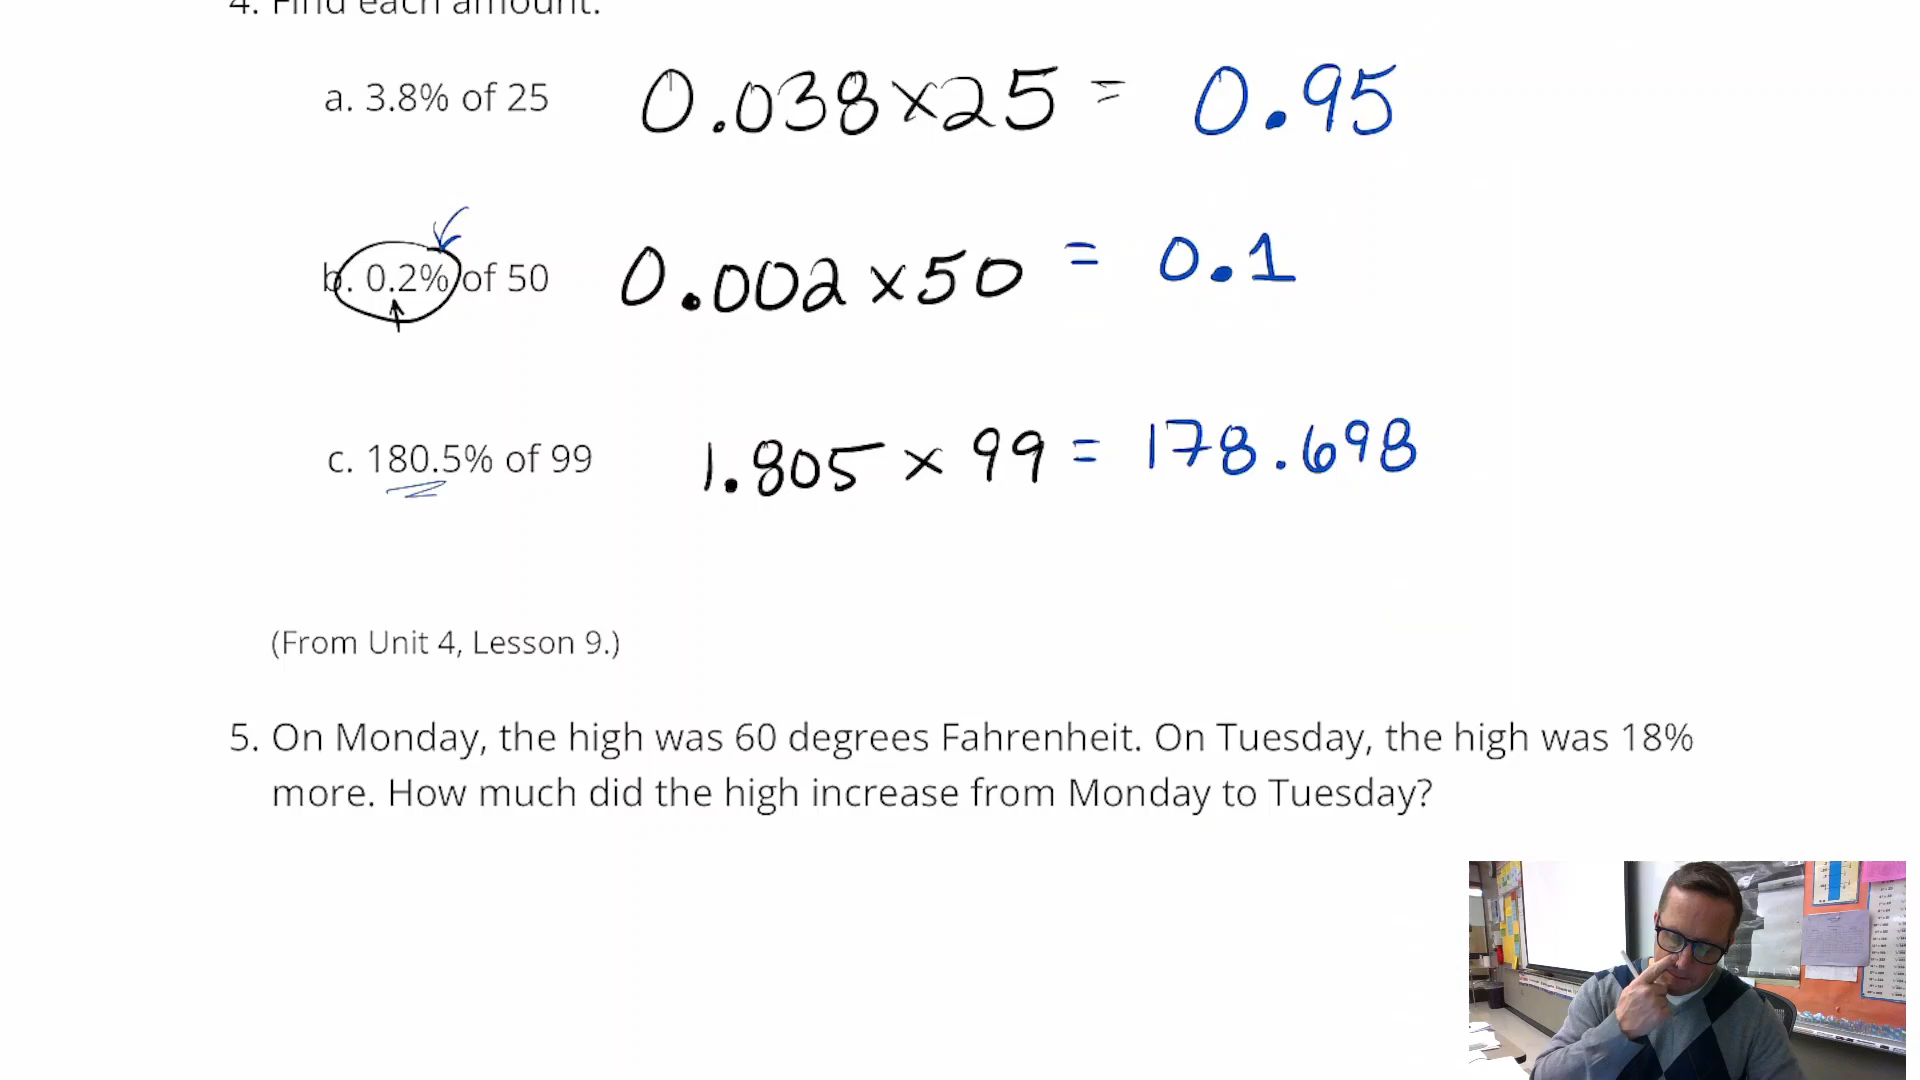 4. Find each amount.
a. 3.8% of 25 0.038×25 = 0.95
b. 0.2% of 50 0.002×50 = 0.1
c. 180.5% of 99 1.805 × 99 = 178.698
(From Unit 4, Lesson 9.)
5. On Monday, the high was 60 degrees Fahrenheit. On Tuesday, the high was 18%
more. How much did the high increase from Monday to Tuesday?